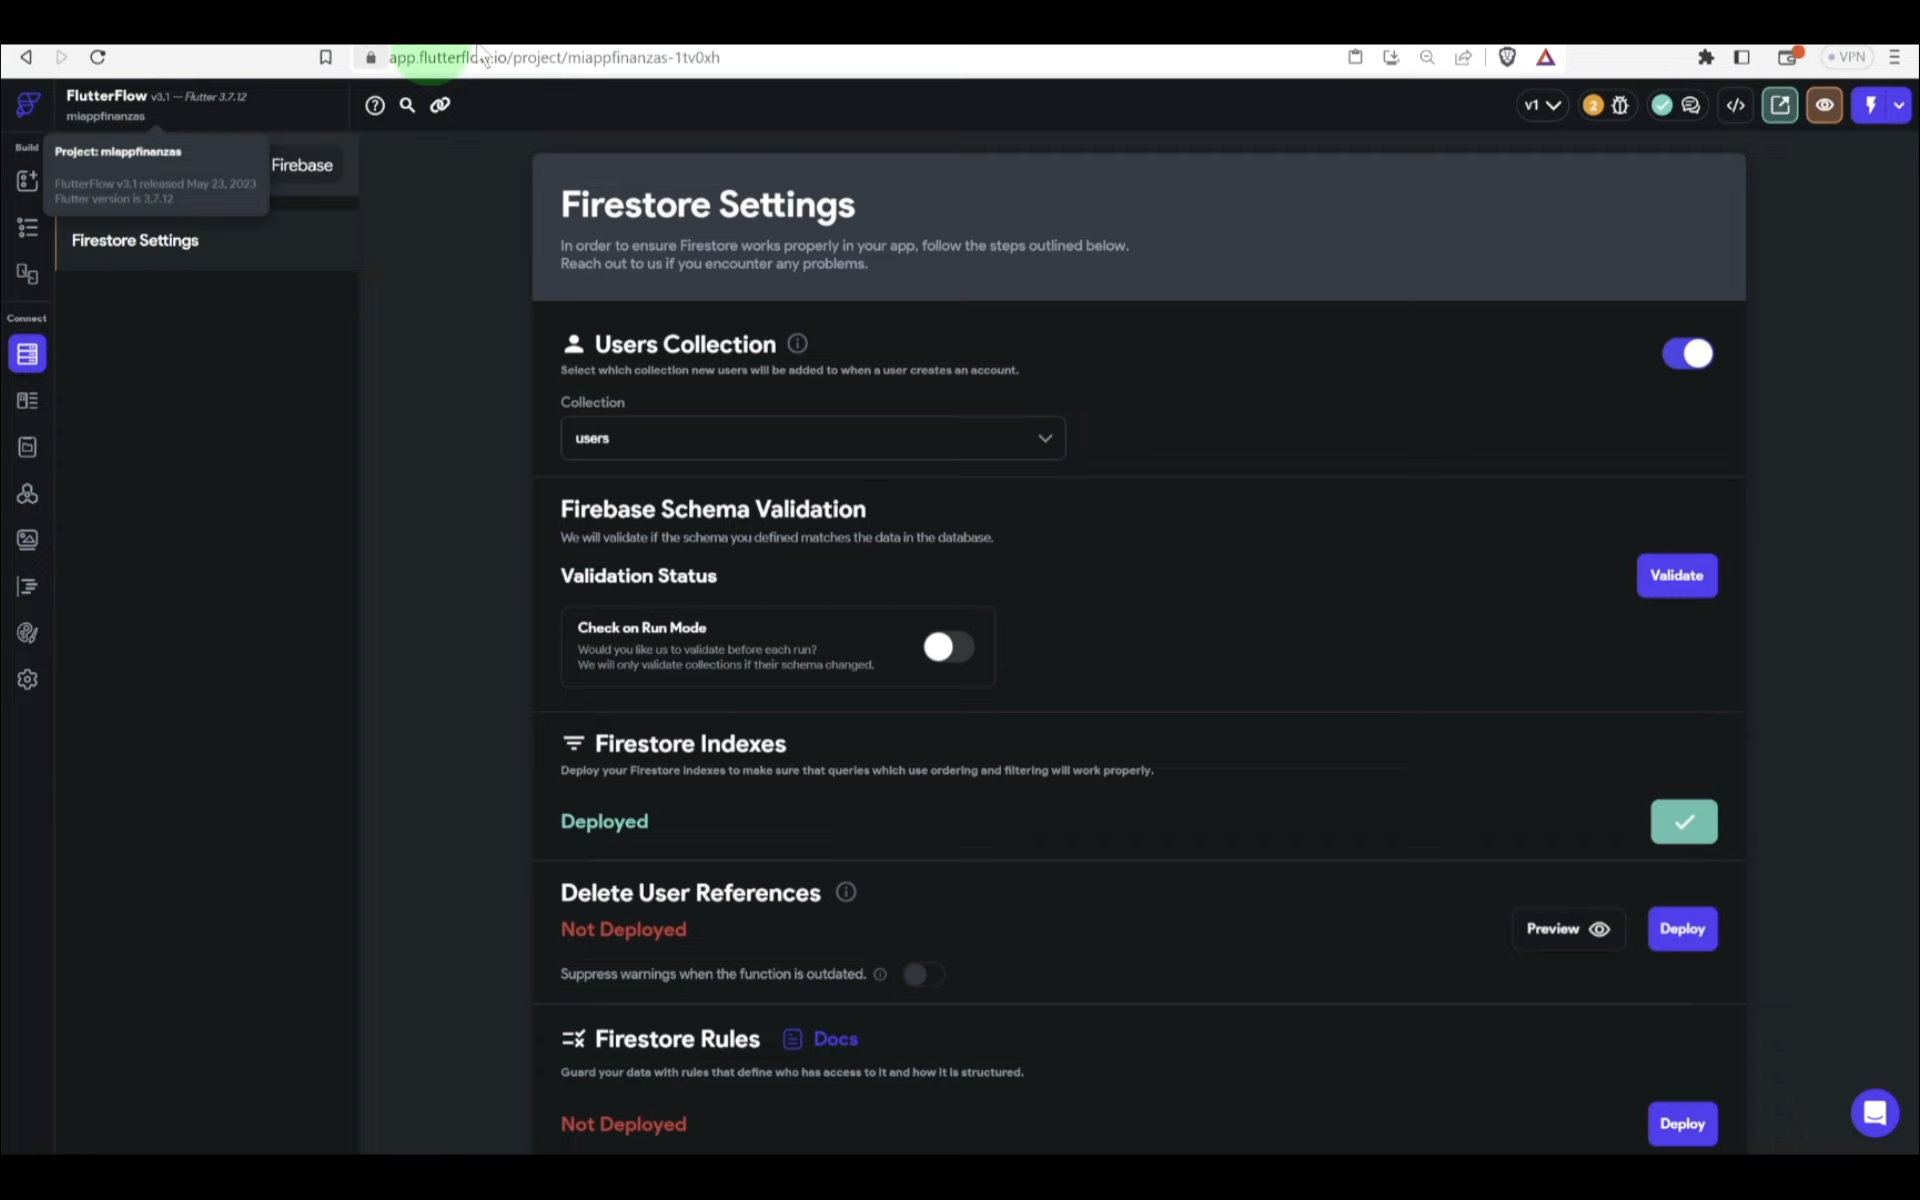 app.flutterflow.io/project/miappfinanzas-1tv0xh
VPN
FlutterFlow v3.1 — Flutter 3.7.12
miappfinanzas
v1
2
Build
Project: miappfinanzas
FlutterFlow v3.1 released May 23, 2023
Flutter version is 3.7.12
Firebase
Firestore Settings
Connect
Firestore Settings
In order to ensure Firestore works properly in your app, follow the steps outlined below.
Reach out to us if you encounter any problems.
Users Collection
Select which collection new users will be added to when a user creates an account.
Collection
users
Firebase Schema Validation
We will validate if the schema you defined matches the data in the database.
Validation Status
Validate
Check on Run Mode
Would you like us to validate before each run?
We will only validate collections if their schema changed.
Firestore Indexes
Deploy your Firestore indexes to make sure that queries which use ordering and filtering will work properly.
Deployed
Delete User References
Not Deployed
Preview
Deploy
Suppress warnings when the function is outdated.
Firestore Rules
Docs
Guard your data with rules that define who has access to it and how it is structured.
Not Deployed
Deploy